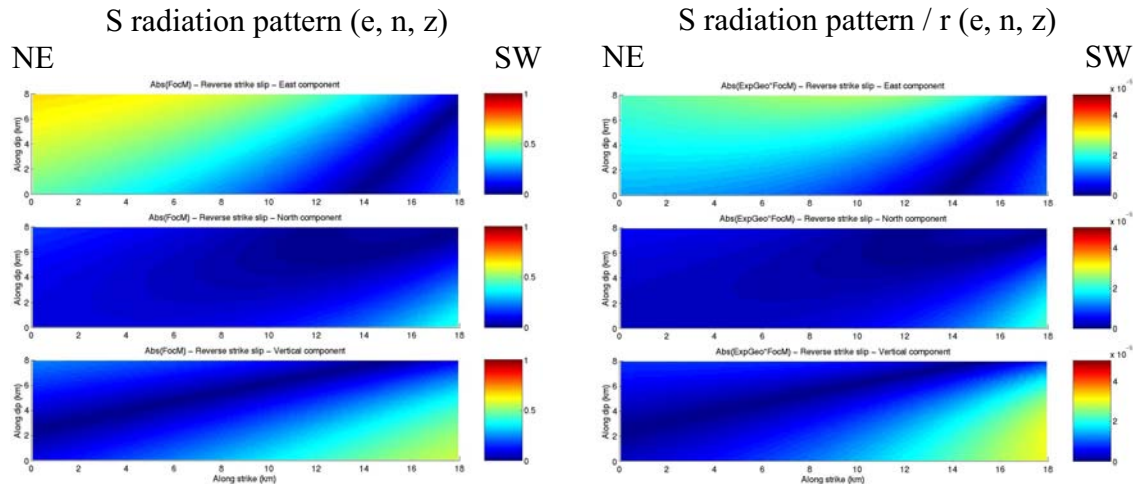 S radiation pattern (e, n, z)
NE SW
Abs(FocM) – Reverse strike slip – East component
Along dip (km)
8
6
4
2
0
0 2 4 6 8 10 12 14 16 18
1
0.5
0
Abs(FocM) – Reverse strike slip – North component
Along dip (km)
8
6
4
2
0
0 2 4 6 8 10 12 14 16 18
1
0.5
0
Abs(FocM) – Reverse strike slip – Vertical component
Along dip (km)
8
6
4
2
0
0 2 4 6 8 10 12 14 16 18
Along strike (km)
1
0.5
0
S radiation pattern / r (e, n, z)
NE SW
Abs(ExpGeo*FocM) – Reverse strike slip – East component
x 10
Along dip (km)
8
6
4
2
0
0 2 4 6 8 10 12 14 16 18
4
2
0
Abs(ExpGeo*FocM) – Reverse strike slip – North component
x 10
Along dip (km)
8
6
4
2
0
0 2 4 6 8 10 12 14 16 18
4
2
0
Abs(ExpGeo*FocM) – Reverse strike slip – Vertical component
x 10
Along dip (km)
8
6
4
2
0
0 2 4 6 8 10 12 14 16 18
Along strike (km)
4
2
0